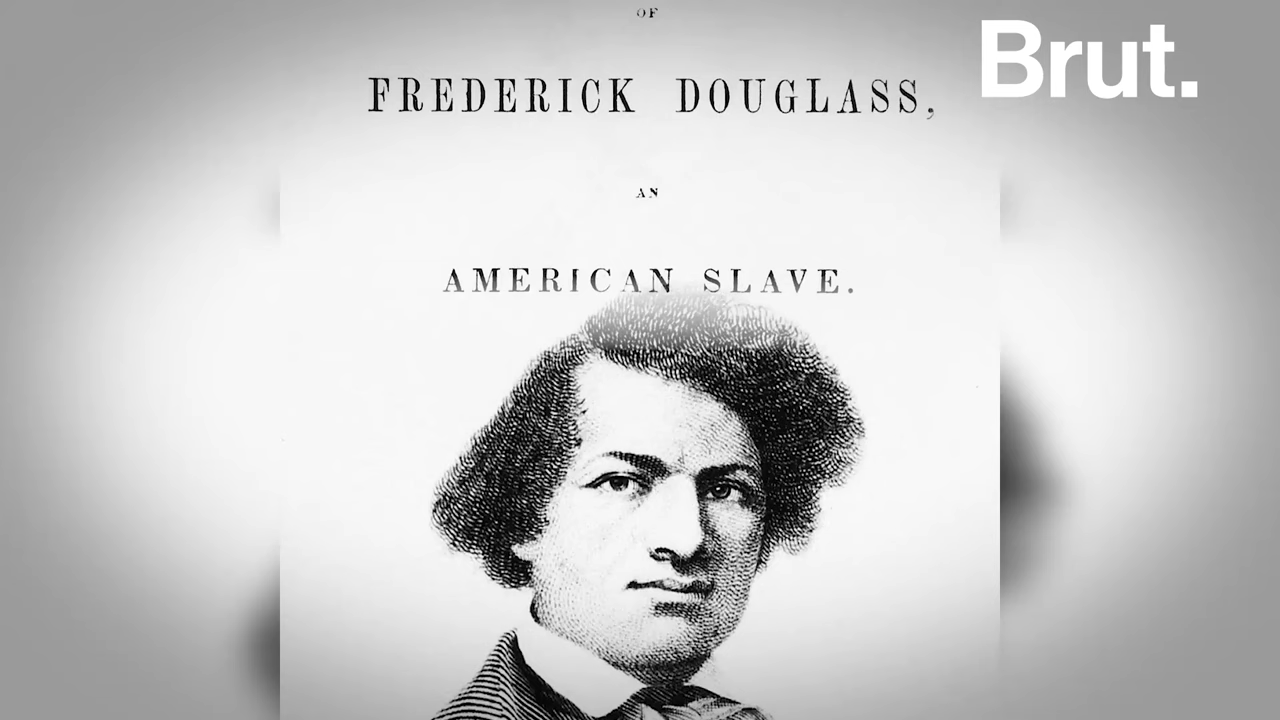 OF
Brut.
FREDERICK DOUGLASS,
AN
AMERICAN SLAVE.